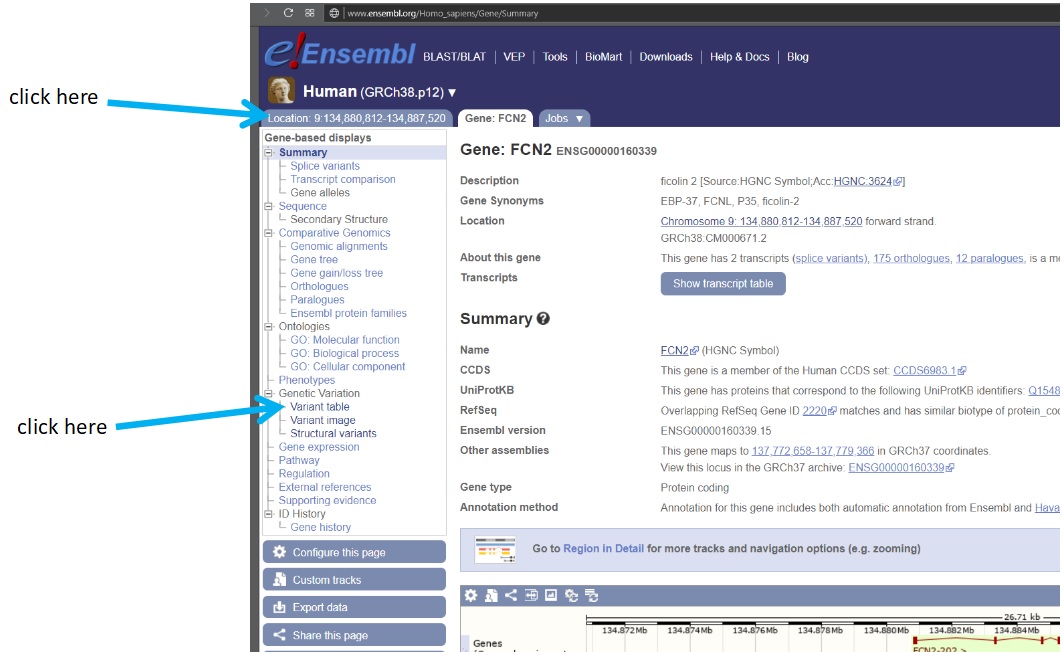 www.ensembl.org/Homo_sapiens/Gene/Summary
e!Ensembl BLAST/BLAT | VEP | Tools | BioMart | Downloads | Help & Docs | Blog
Human (GRCh38.p12) ▼
click here
Location: 9:134,880,812-134,887,520 Gene: FCN2 Jobs ▼
Gene-based displays
Summary
Splice variants
Transcript comparison
Gene alleles
Sequence
Secondary Structure
Comparative Genomics
Genomic alignments
Gene tree
Gene gain/loss tree
Orthologues
Paralogues
Ensembl protein families
Ontologies
GO: Molecular function
GO: Biological process
GO: Cellular component
Phenotypes
Genetic Variation
Variant table
Variant image
Structural variants
click here
Gene expression
Pathway
Regulation
External references
Supporting evidence
ID History
Gene history
Configure this page
Custom tracks
Export data
Share this page
Gene: FCN2 ENSG00000160339
Description ficolin 2 [Source:HGNC Symbol;Acc:HGNC:3624]
Gene Synonyms EBP-37, FCNL, P35, ficolin-2
Location Chromosome 9: 134,880,812-134,887,520 forward strand.
GRCh38:CM000671.2
About this gene This gene has 2 transcripts (splice variants), 175 orthologues, 12 paralogues, is a
Transcripts Show transcript table
Summary ?
Name FCN2 (HGNC Symbol)
CCDS This gene is a member of the Human CCDS set: CCDS6983.1
UniProtKB This gene has proteins that correspond to the following UniProtKB identifiers: Q1548
RefSeq Overlapping RefSeq Gene ID 2220 matches and has similar biotype of protein_co
Ensembl version ENSG00000160339.15
Other assemblies This gene maps to 137,772,658-137,779,366 in GRCh37 coordinates.
View this locus in the GRCh37 archive: ENSG00000160339
Gene type Protein coding
Annotation method Annotation for this gene includes both automatic annotation from Ensembl and Hava
Go to Region in Detail for more tracks and navigation options (e.g. zooming)
26.71 kb
134.872Mb 134.874Mb 134.876Mb 134.878Mb 134.880Mb 134.882Mb 134.884Mb
Genes
FCN2-202 >